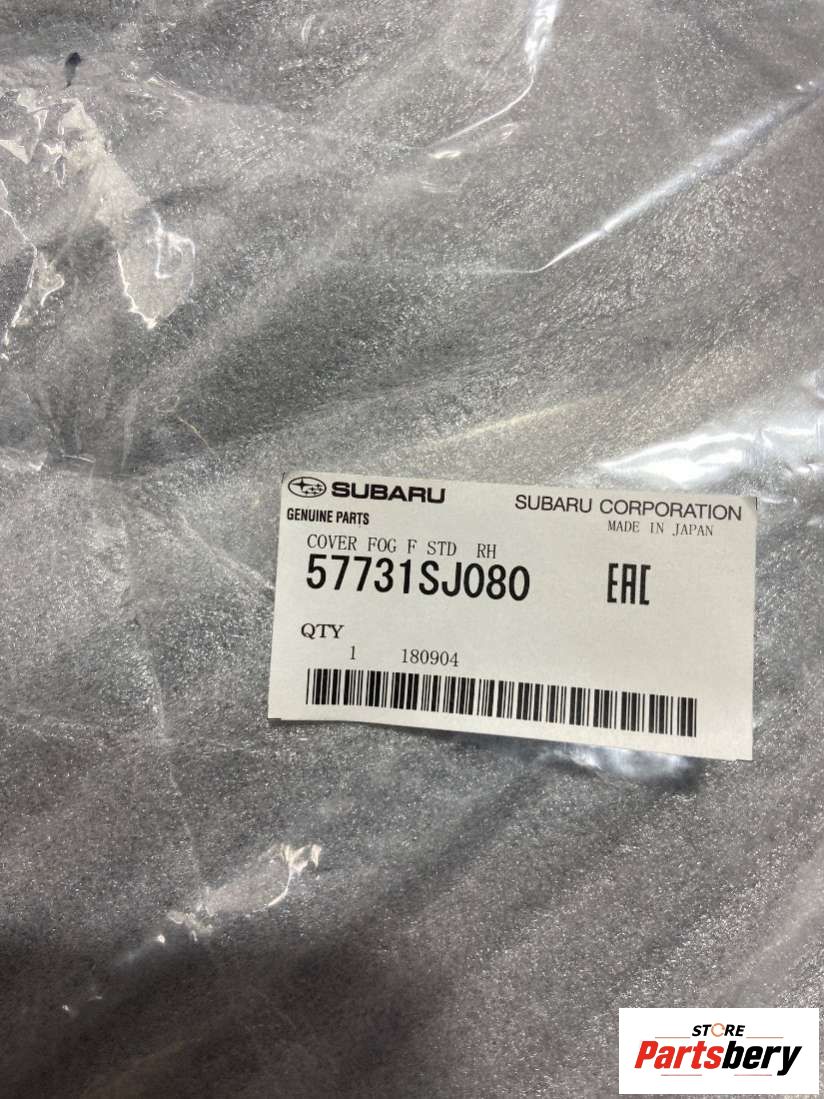 SUBARU
SUBARU CORPORATION
GENUINE PARTS
MADE IN JAPAN
COVER FOG F STD RH
57731SJ080
EAC
QTY
1 180904
STORE
Partsbery